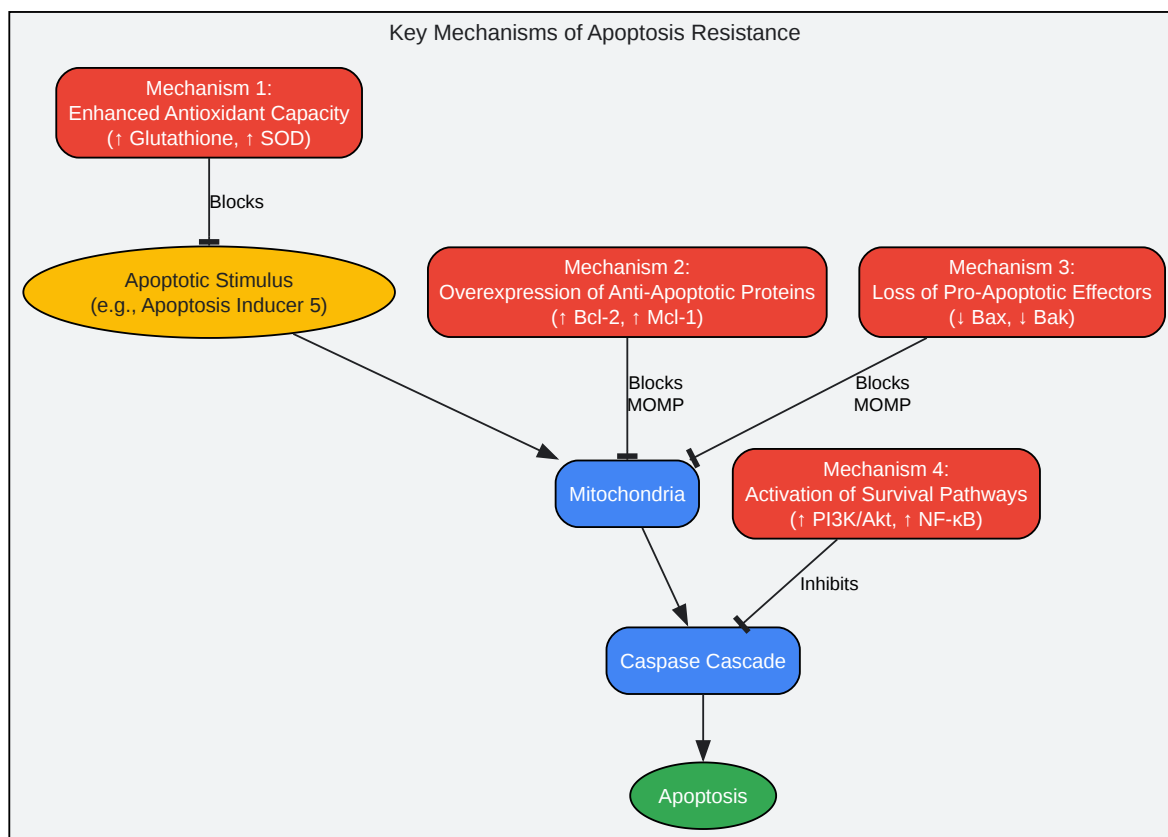 Key Mechanisms of Apoptosis Resistance
Mechanism 1:
Enhanced Antioxidant Capacity
(↑ Glutathione, ↑ SOD)
Blocks
Apoptotic Stimulus
(e.g., Apoptosis Inducer 5)
Mechanism 2:
Overexpression of Anti-Apoptotic Proteins
(↑ Bcl-2, ↑ Mcl-1)
Mechanism 3:
Loss of Pro-Apoptotic Effectors
(↓ Bax, ↓ Bak)
Blocks
MOMP
Blocks
MOMP
Mitochondria
Mechanism 4:
Activation of Survival Pathways
(↑ PI3K/Akt, ↑ NF-κB)
Inhibits
Caspase Cascade
Apoptosis